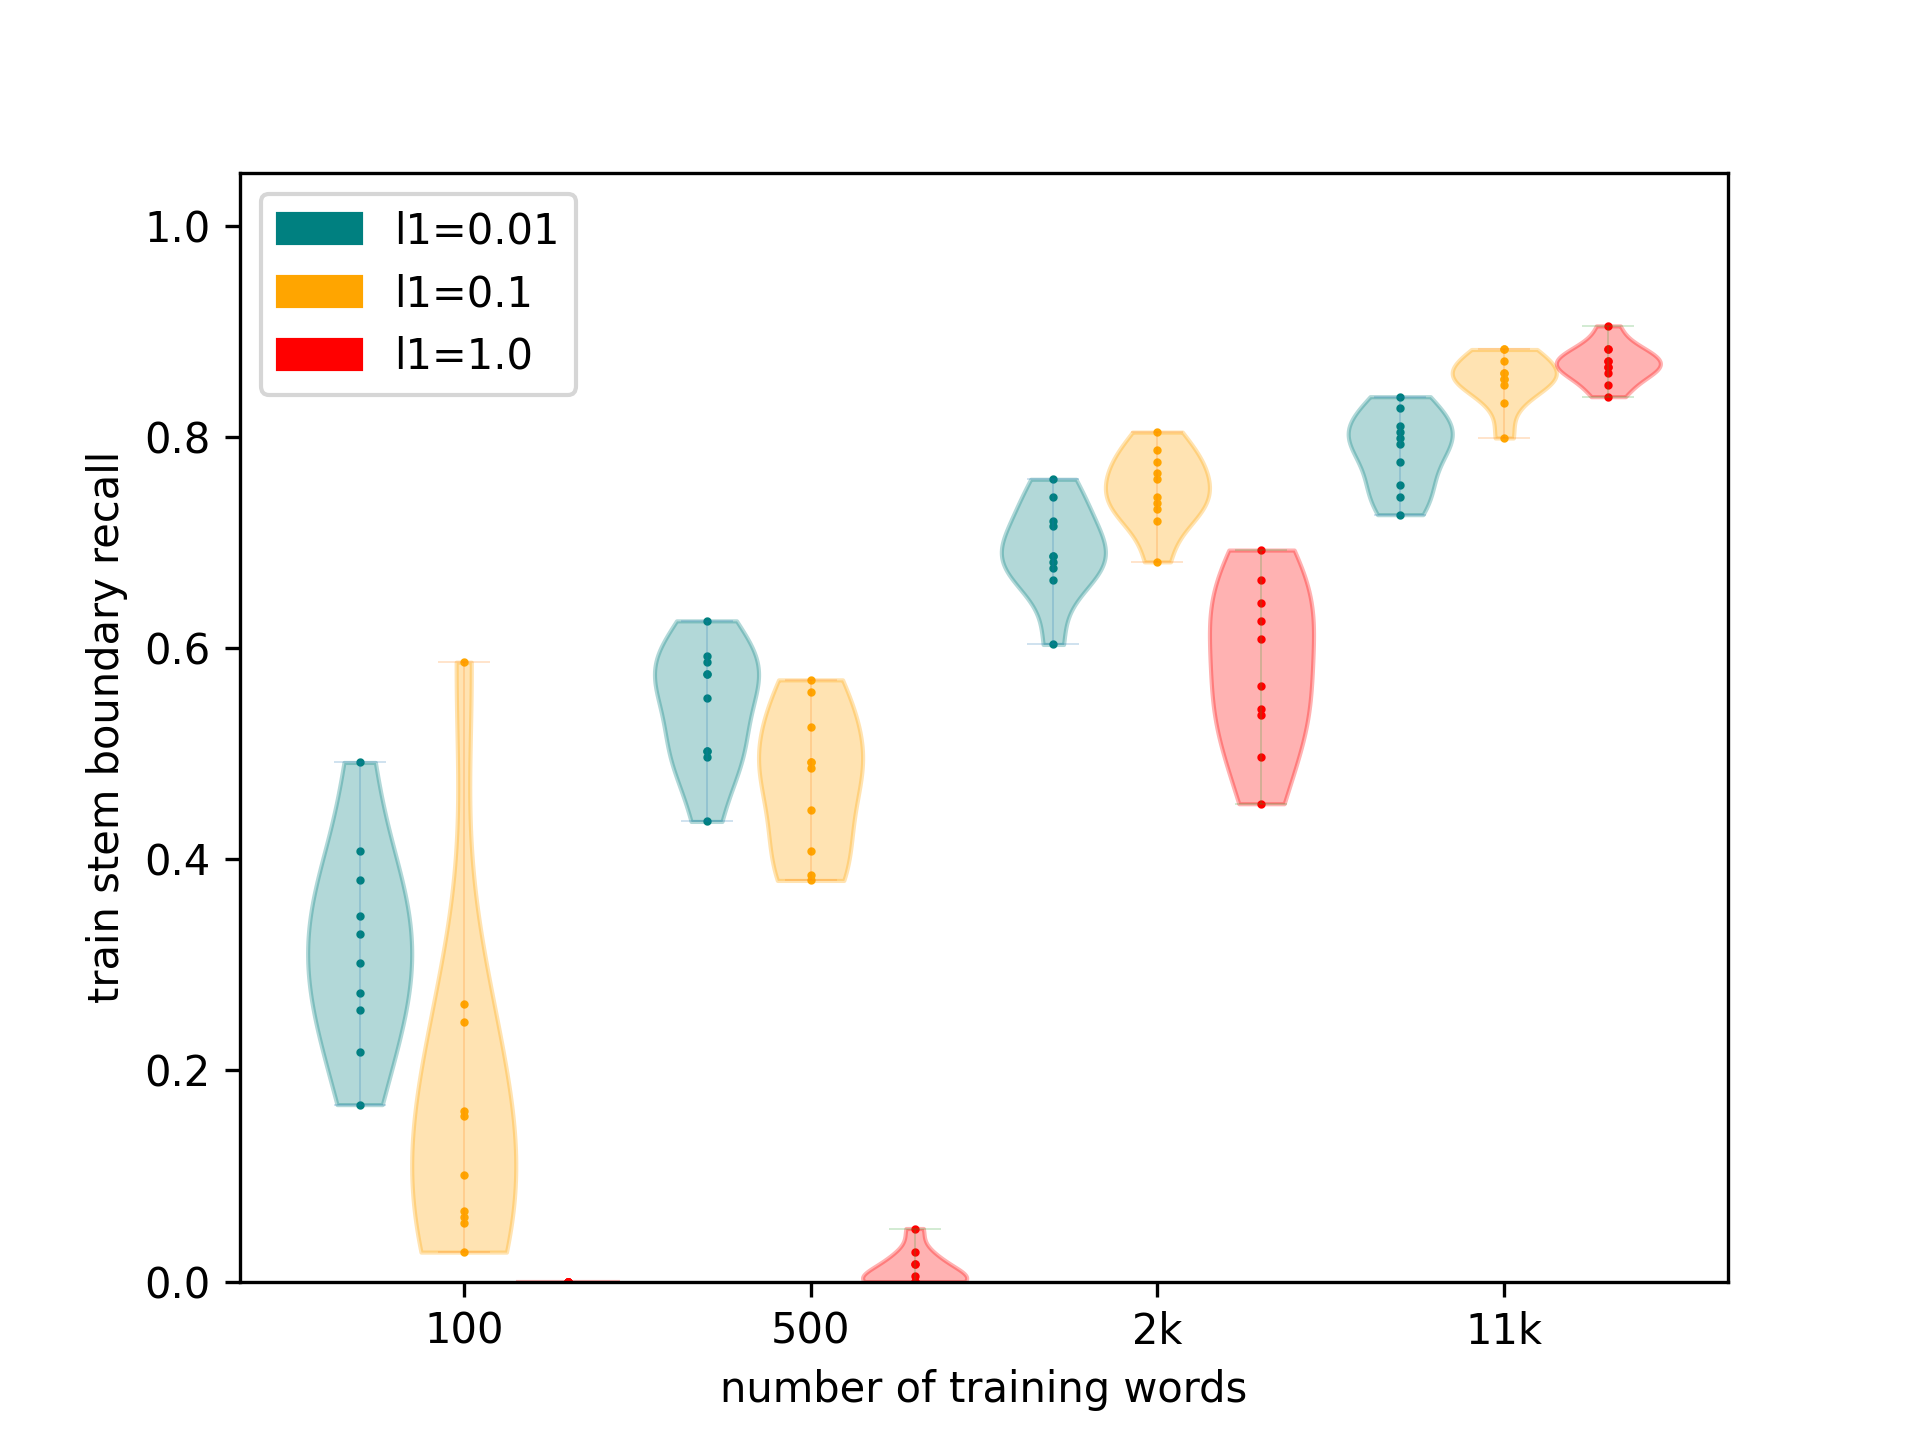 l1=0.01
l1=0.1
l1=1.0
1.0
0.8
0.6
0.4
0.2
0.0
train stem boundary recall
100 500 2k 11k
number of training words